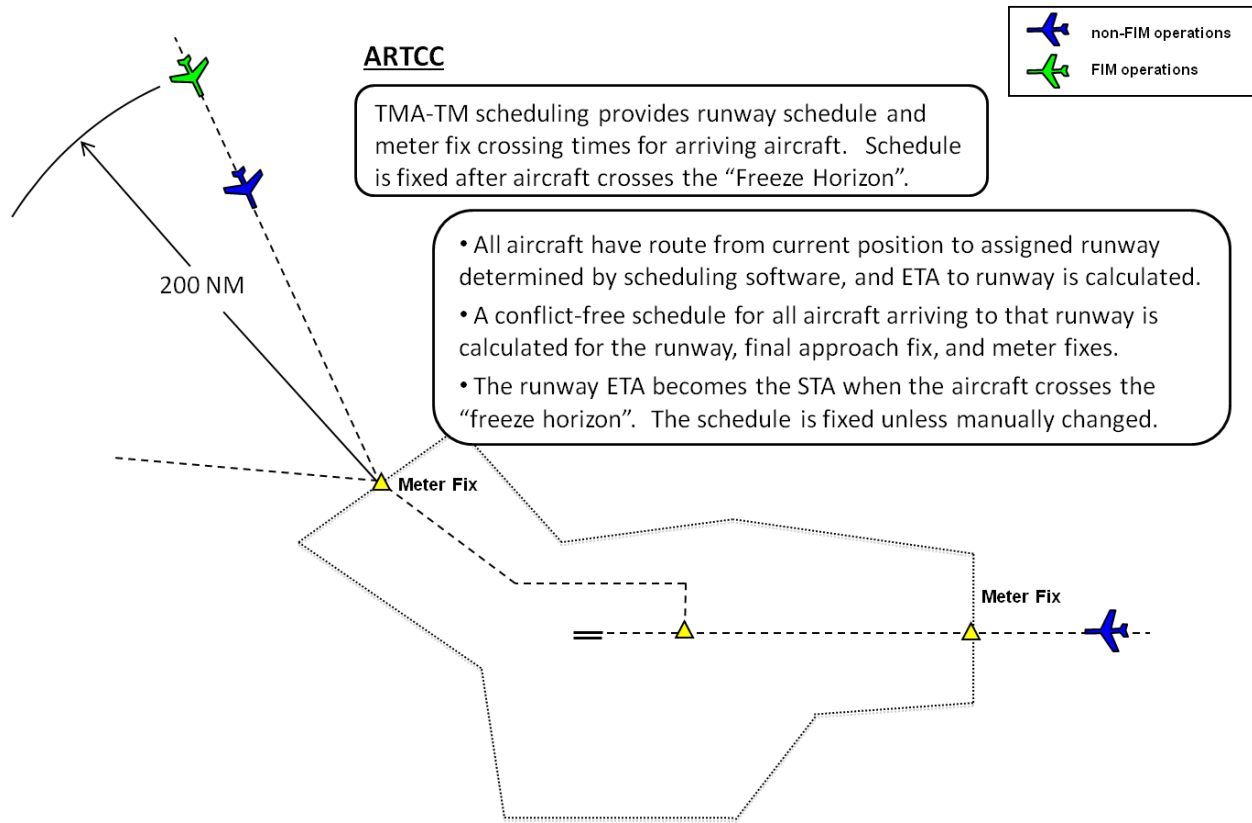 non-FIM operations
FIM operations
ARTCC
TMA-TM scheduling provides runway schedule and
meter fix crossing times for arriving aircraft.  Schedule
is fixed after aircraft crosses the “Freeze Horizon”.
• All aircraft have route from current position to assigned runway
determined by scheduling software, and ETA to runway is calculated.
• A conflict-free schedule for all aircraft arriving to that runway is
calculated for the runway, final approach fix, and meter fixes.
• The runway ETA becomes the STA when the aircraft crosses the
“freeze horizon”.  The schedule is fixed unless manually changed.
200 NM
Meter Fix
Meter Fix